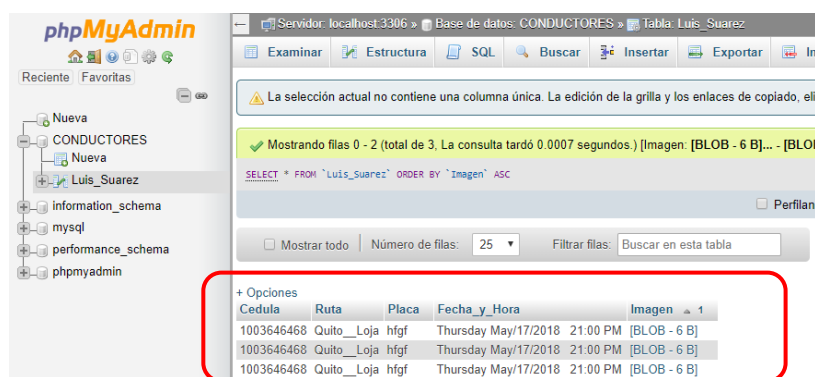 phpMyAdmin
Reciente Favoritas
Nueva
CONDUCTORES
Nueva
Luis_Suarez
information_schema
mysql
performance_schema
phpmyadmin
Servidor: localhost:3306 » Base de datos: CONDUCTORES » Tabla: Luis_Suarez
Examinar Estructura SQL Buscar Insertar Exportar
La selección actual no contiene una columna única. La edición de la grilla y los enlaces de copiado, eli
Mostrando filas 0 - 2 (total de 3, La consulta tardó 0.0007 segundos.) [Imagen: [BLOB - 6 B]... - [BLO
SELECT * FROM `Luis_Suarez` ORDER BY `Imagen` ASC
Perfilan
Mostrar todo Número de filas: 25 Filtrar filas: Buscar en esta tabla
+ Opciones
Cedula Ruta Placa Fecha_y_Hora Imagen 1
1003646468 Quito__Loja hfgf Thursday May/17/2018 21:00 PM [BLOB - 6 B]
1003646468 Quito__Loja hfgf Thursday May/17/2018 21:00 PM [BLOB - 6 B]
1003646468 Quito__Loja hfgf Thursday May/17/2018 21:00 PM [BLOB - 6 B]